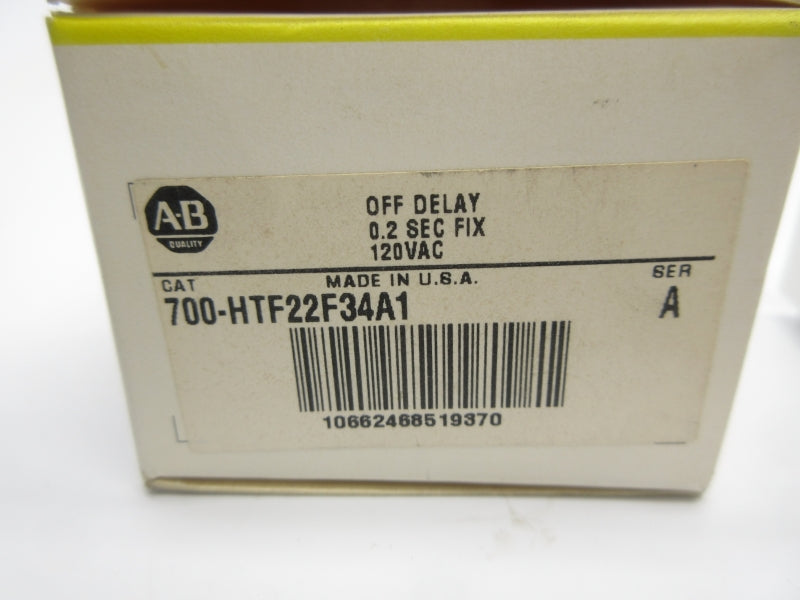 A-B
QUALITY
OFF DELAY
0.2 SEC FIX
120VAC
CAT
MADE IN U.S.A.
SER
700-HTF22F34A1
A
10662468519370